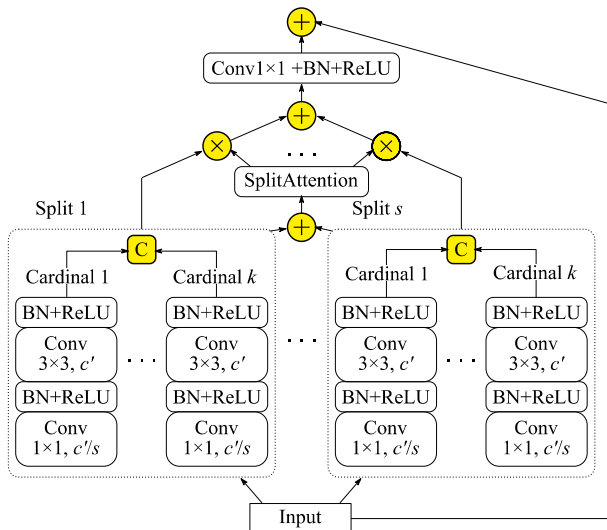 +
Conv1×1 +BN+ReLU
+
× . . . ×
SplitAttention
Split 1 + Split s
C C
Cardinal 1 Cardinal k Cardinal 1 Cardinal k
BN+ReLU BN+ReLU BN+ReLU BN+ReLU
Conv Conv . . . Conv Conv
3×3, c′ . . . 3×3, c′ 3×3, c′ . . . 3×3, c′
BN+ReLU BN+ReLU BN+ReLU BN+ReLU
Conv Conv Conv Conv
1×1, c′/s 1×1, c′/s 1×1, c′/s 1×1, c′/s
Input